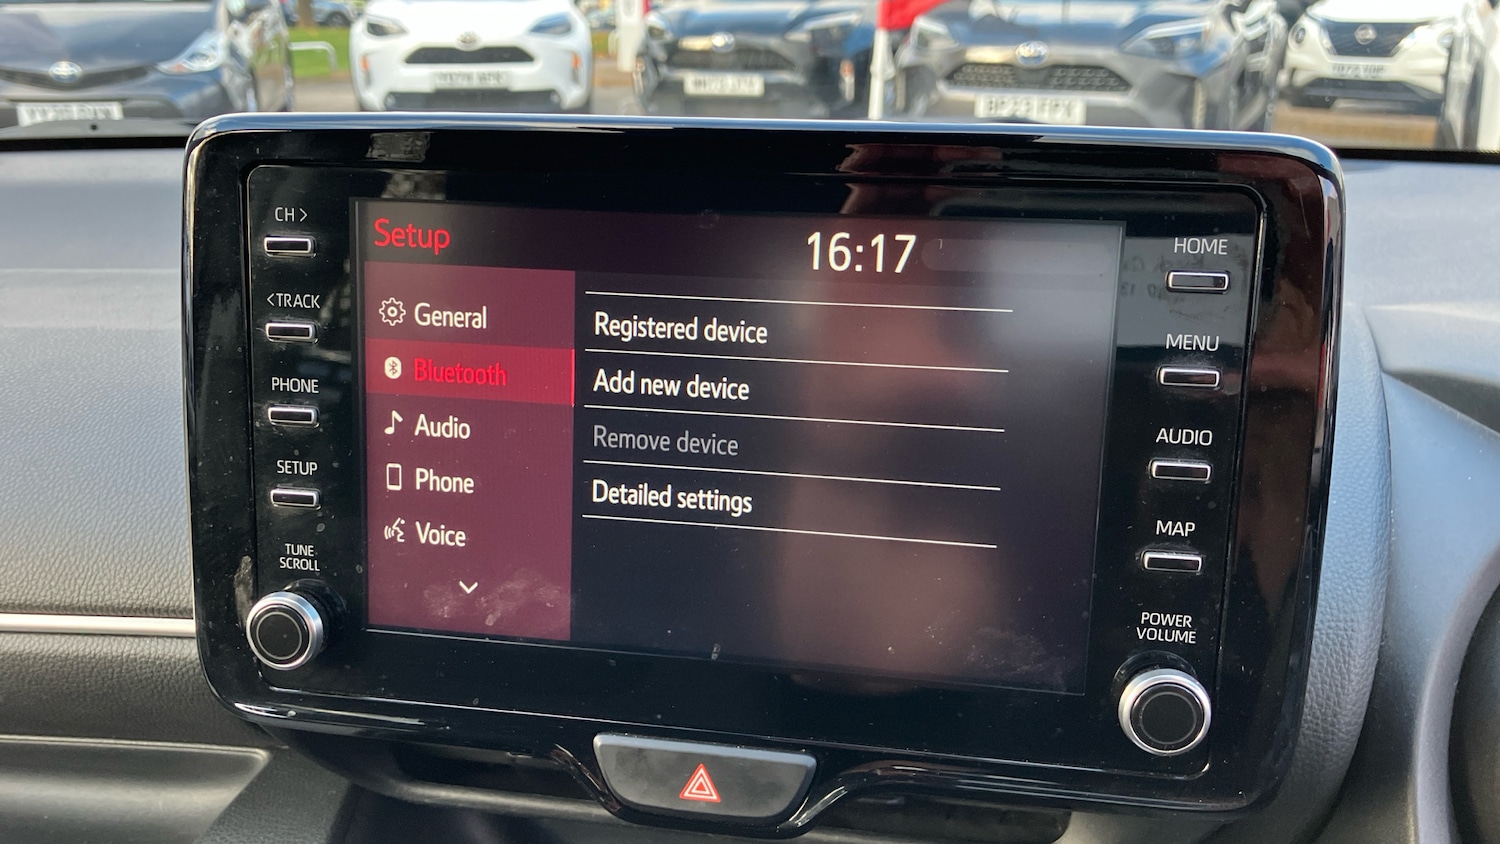 CH >
< TRACK
PHONE
SETUP
TUNE
SCROLL
Setup
16:17
General
Bluetooth
Audio
Phone
Voice
Registered device
Add new device
Remove device
Detailed settings
HOME
MENU
AUDIO
MAP
POWER
VOLUME